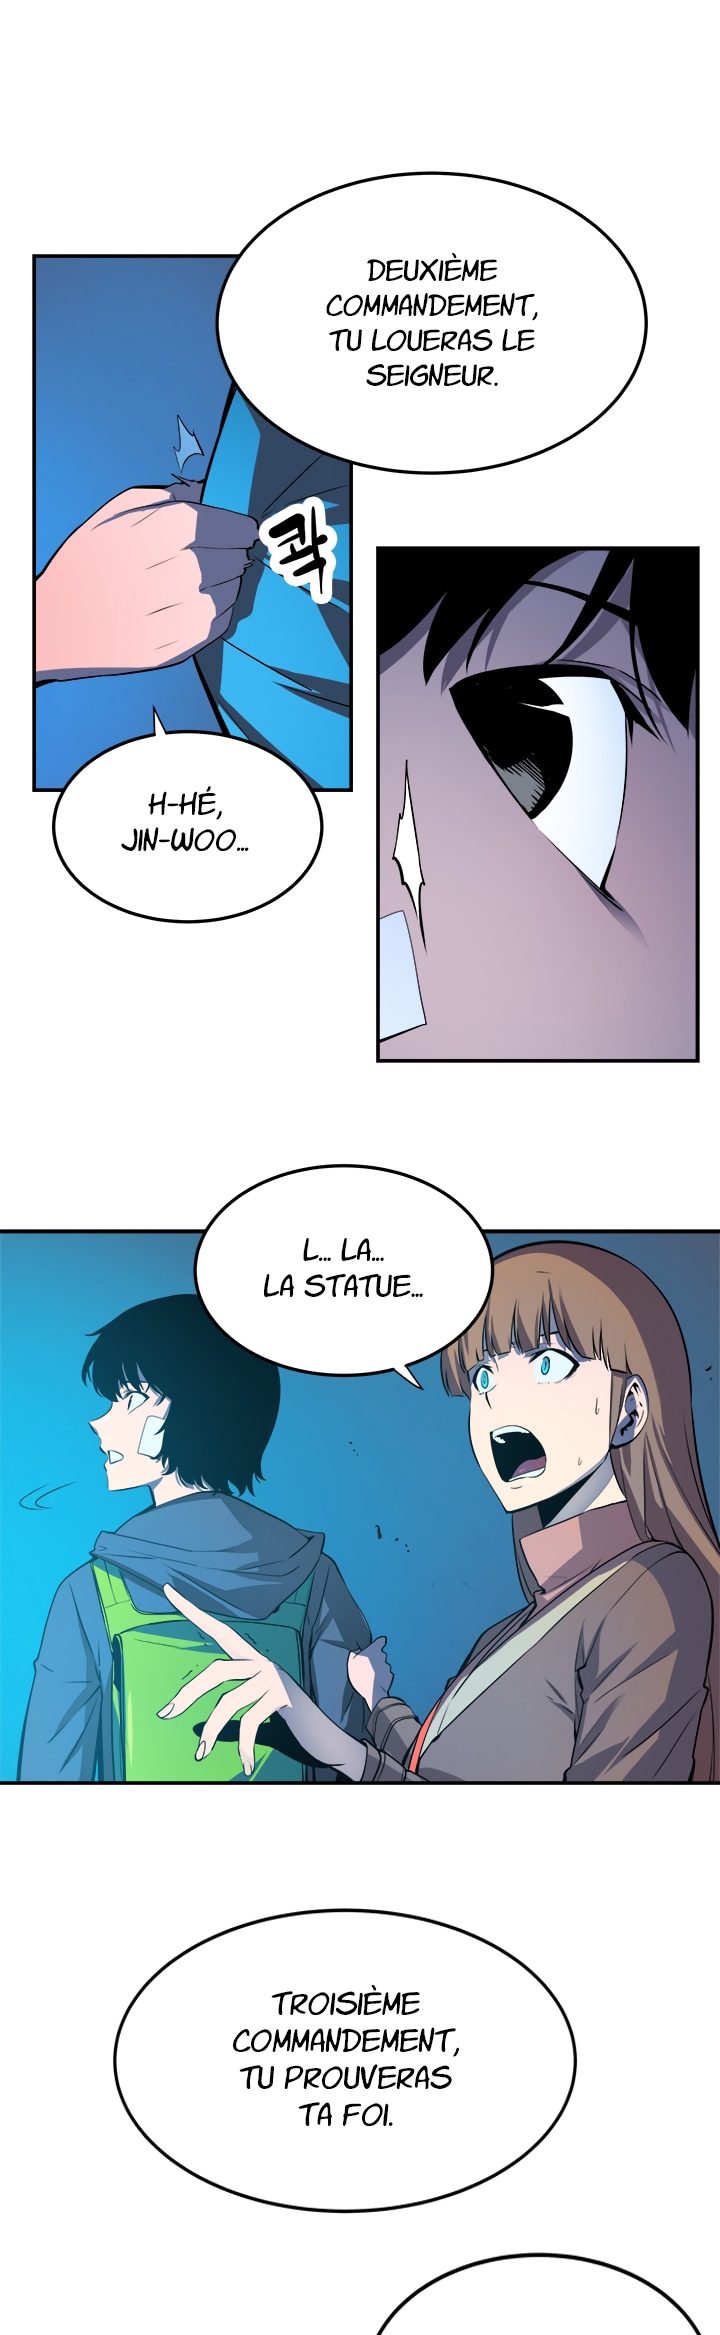 DEUXIÈME
COMMANDEMENT,
TU LOUERAS LE
SEIGNEUR.
콱
H-HÉ,
JIN-WOO...
L... LA...
LA STATUE...
TROISIÈME
COMMANDEMENT,
TU PROUVERAS
TA FOI.